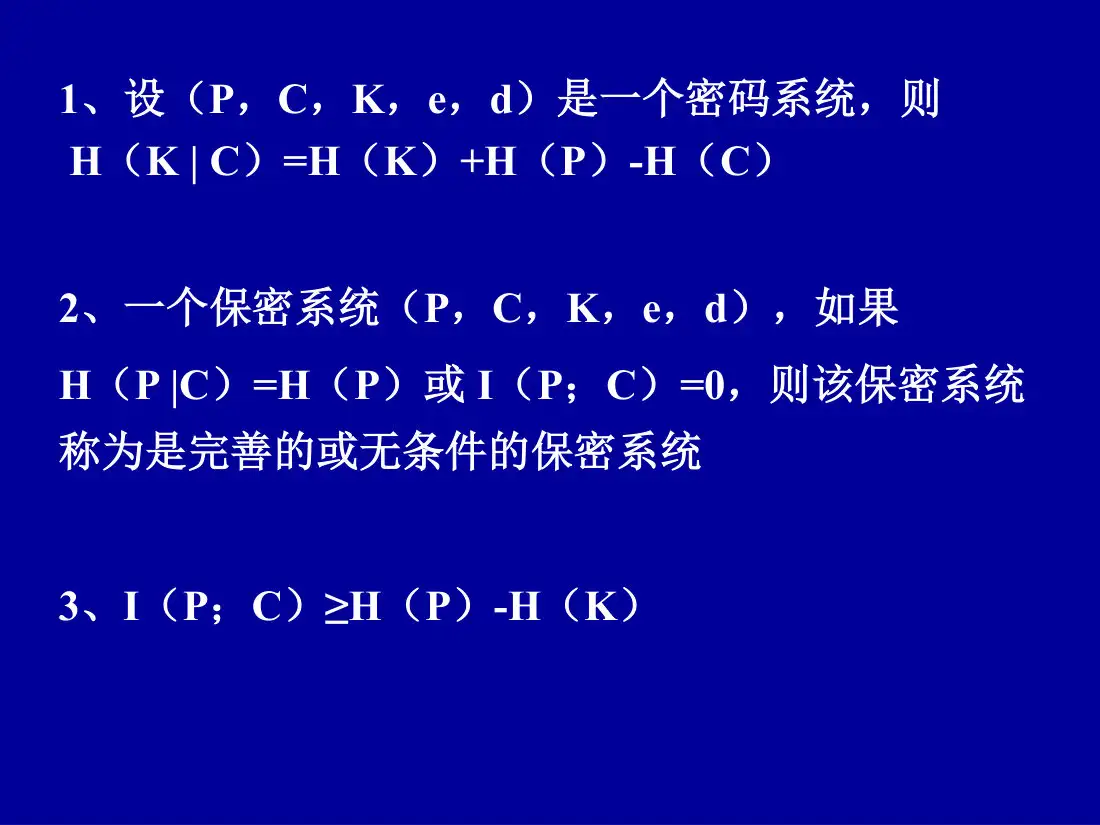 1、设（P，C，K，e，d）是一个密码系统，则
H（K | C）=H（K）+H（P）-H（C）
2、一个保密系统（P，C，K，e，d），如果
H（P |C）=H（P）或 I（P；C）=0，则该保密系统
称为是完善的或无条件的保密系统
3、I（P；C）≥H（P）-H（K）